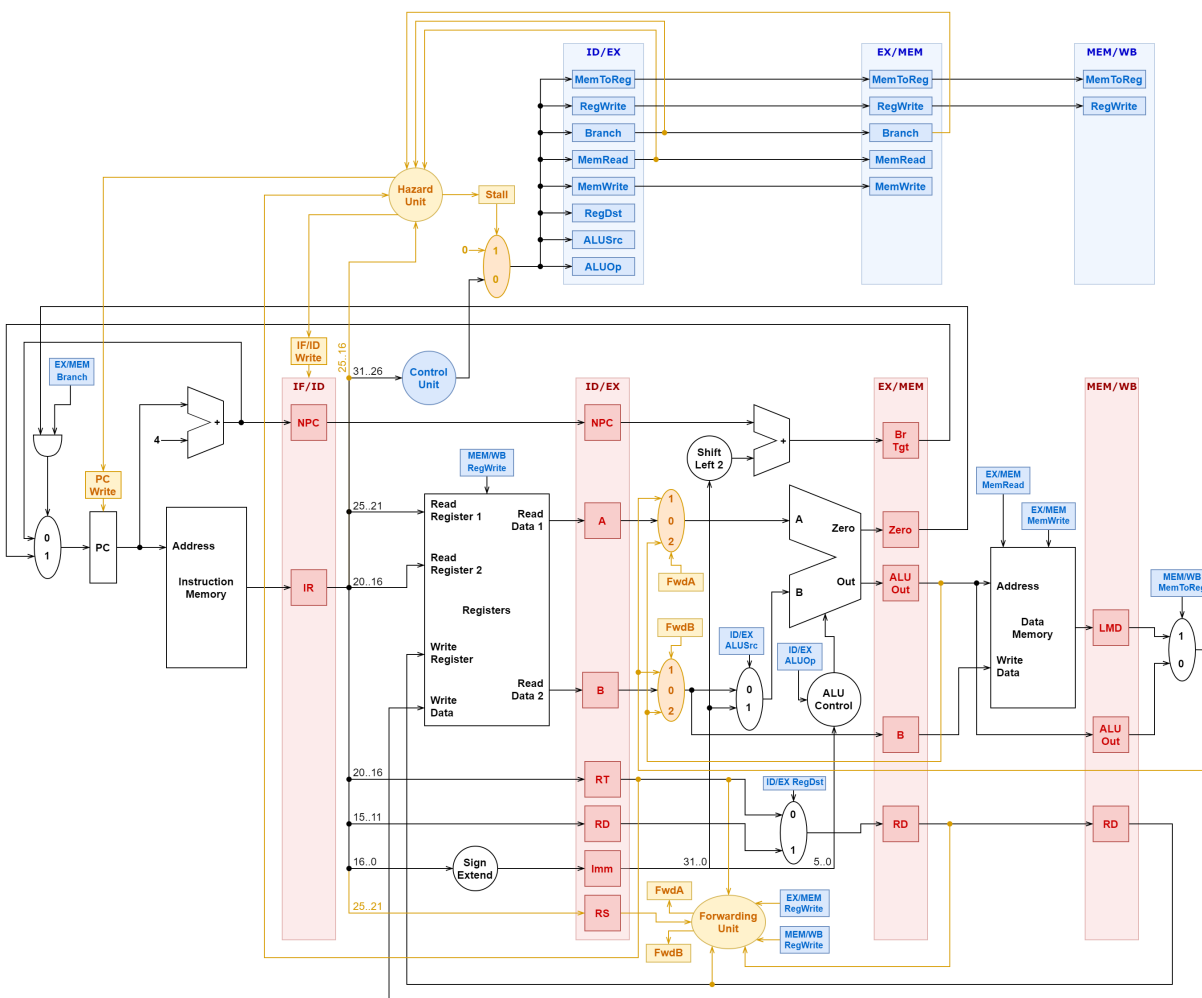 ID/EX
EX/MEM
MEM/WB
MemToReg
MemToReg
MemToReg
RegWrite
RegWrite
RegWrite
Branch
Branch
MemRead
MemRead
MemWrite
MemWrite
RegDst
ALUSrc
ALUOp
Hazard
Unit
Stall
0
1
0
IF/ID
Write
25..16
31..26
Control
Unit
EX/MEM
Branch
IF/ID
ID/EX
EX/MEM
MEM/WB
NPC
NPC
+
4
+
Br
Tgt
Shift
Left 2
PC
Write
0
1
PC
Address
Instruction
Memory
IR
MEM/WB
RegWrite
25..21
Read
Register 1
Read
Data 1
20..16
Read
Register 2
Registers
Write
Register
Write
Data
Read
Data 2
A
B
1
0
2
FwdA
FwdB
1
0
2
ID/EX
ALUSrc
0
1
ID/EX
ALUOp
A
B
Zero
Out
ALU
Control
Zero
ALU
Out
B
EX/MEM
MemRead
EX/MEM
MemWrite
Address
Data
Memory
Write
Data
LMD
ALU
Out
MEM/WB
MemToReg
1
0
20..16
RT
ID/EX RegDst
0
1
15..11
RD
RD
RD
16..0
Sign
Extend
Imm
31..0
5..0
25..21
RS
FwdA
FwdB
Forwarding
Unit
EX/MEM
RegWrite
MEM/WB
RegWrite